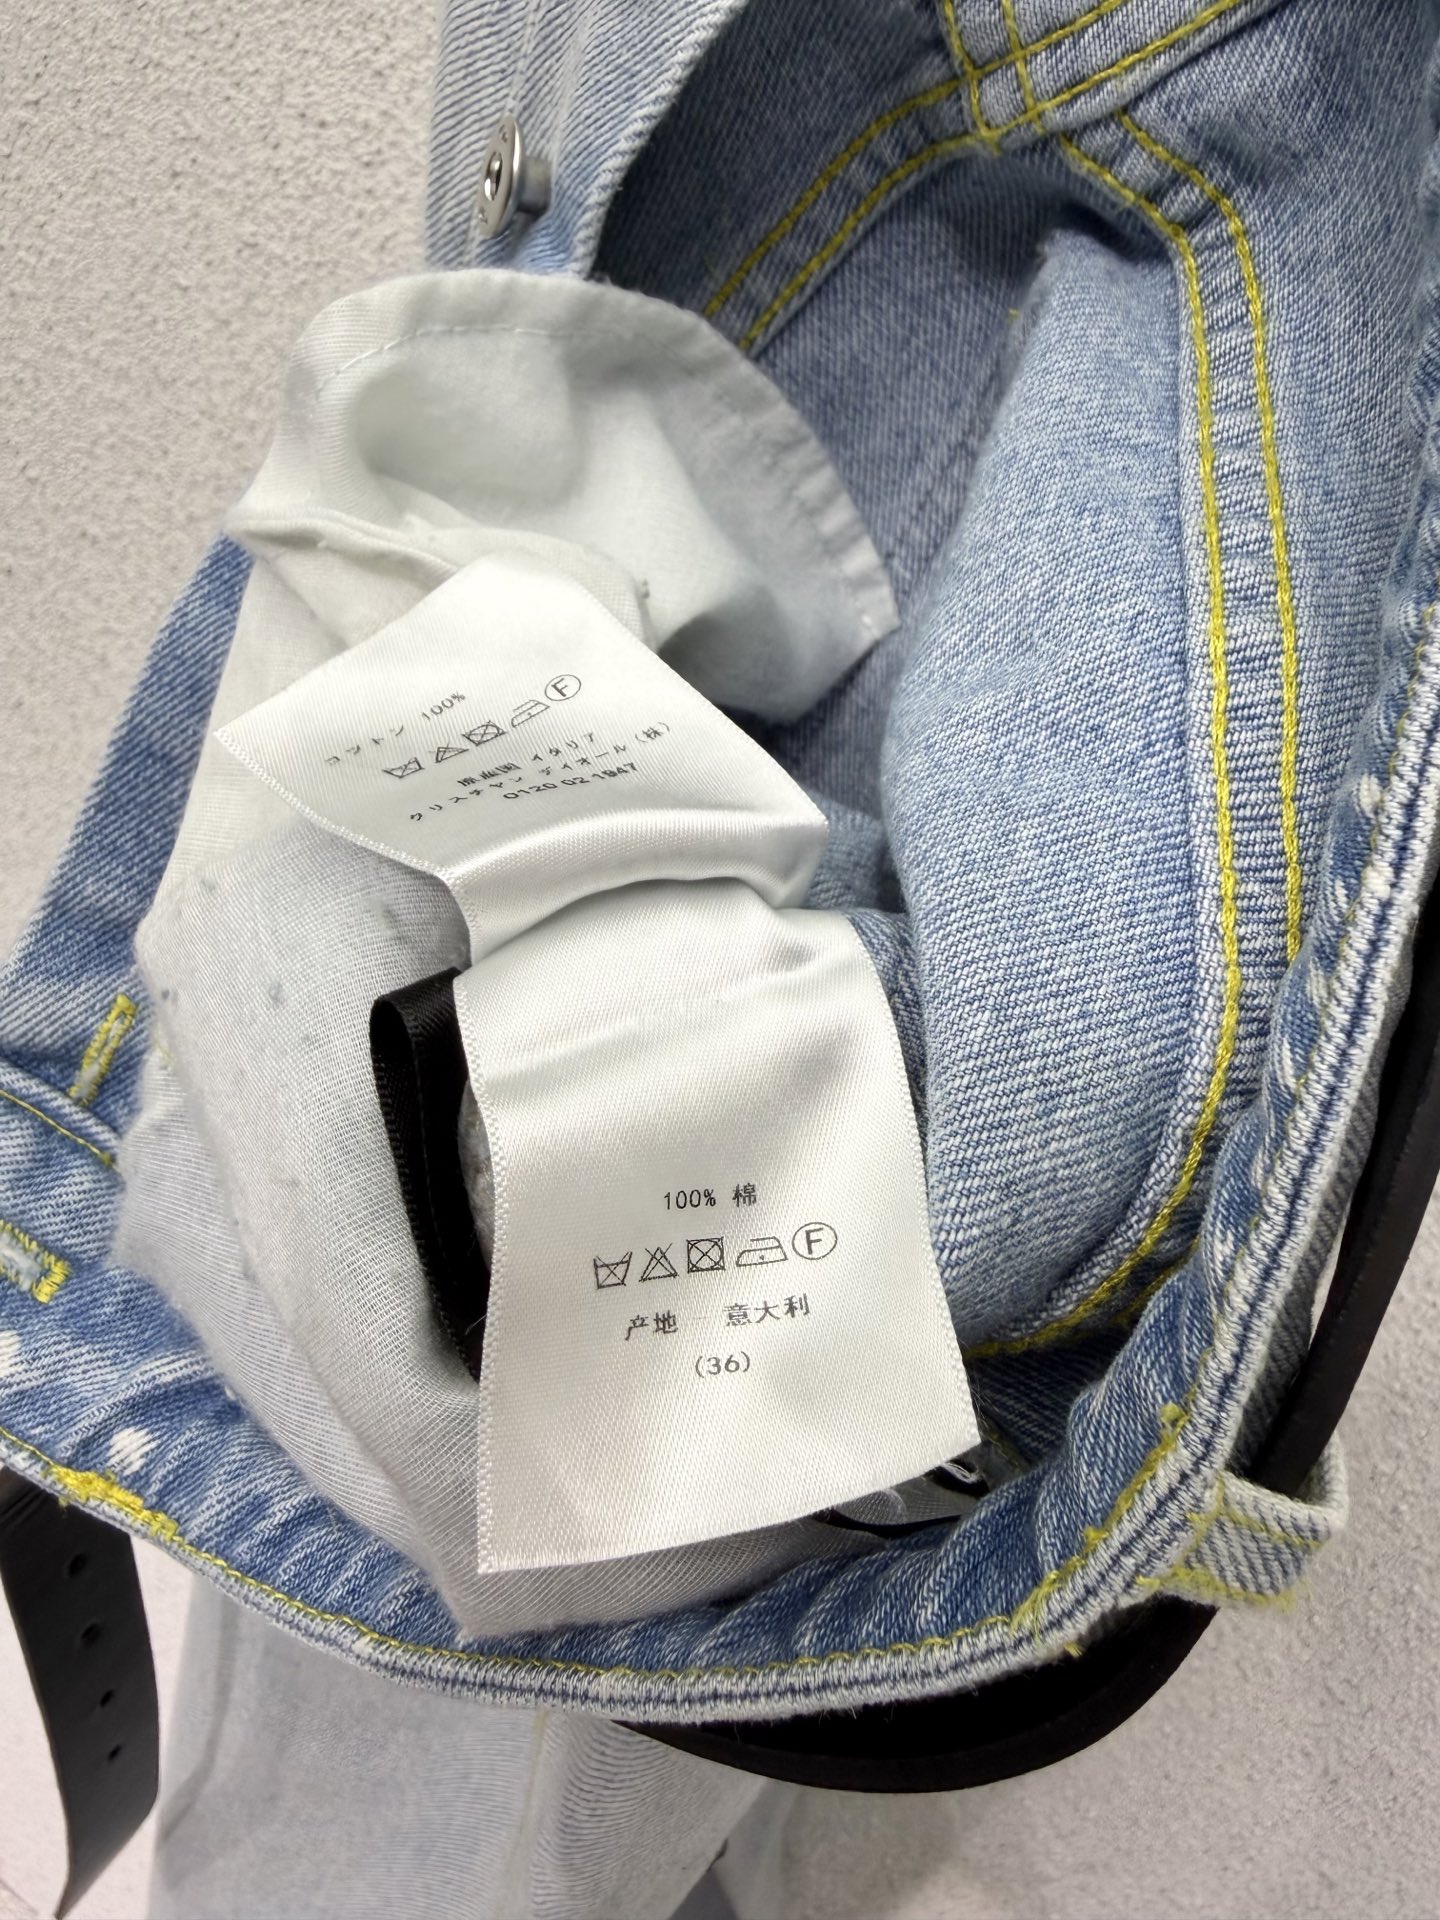 コットン 100%
F
原産国 イタリア
クリスチャン ディオール (株)
0120 02 1947
100% 棉
F
产地 意大利
(36)